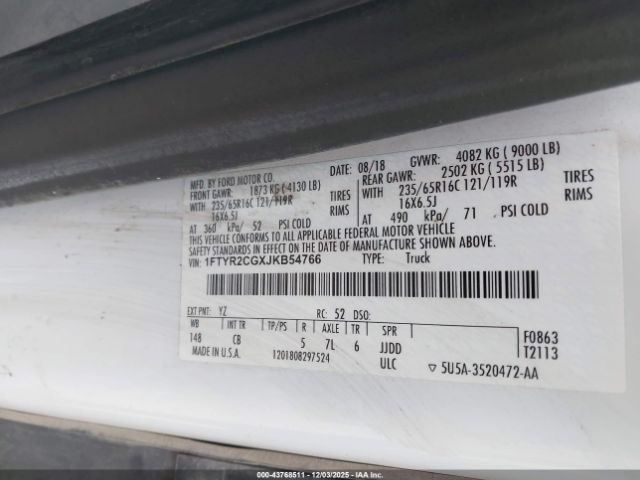 MFD. BY FORD MOTOR CO.
DATE: 08/18 GVWR: 4082 KG ( 9000 LB)
FRONT GAWR: 1873 KG ( 4130 LB) REAR GAWR: 2502 KG ( 5515 LB)
WITH 235/65R16C 121/119R TIRES WITH 235/65R16C 121/119R TIRES
16X6.5J RIMS 16X6.5J RIMS
AT 360 kPa/ 52 PSI COLD AT 490 kPa/ 71 PSI COLD
THIS VEHICLE CONFORMS TO ALL APPLICABLE FEDERAL MOTOR VEHICLE
SAFETY STANDARDS IN EFFECT ON THE DATE OF MANUFACTURE SHOWN ABOVE.
VIN: 1FTYR2CGXJKB54766 TYPE: Truck
EXT PNT: YZ RC: 52 DSO:
WB INT TR TP/PS R AXLE TR SPR F0863
148 CB 5 7L 6 JJDD T2113
MADE IN U.S.A. 1201808297524 ULC ▽ 5U5A-3520472-AA
00-43768511 - 12/03/2025 - IAAI.com